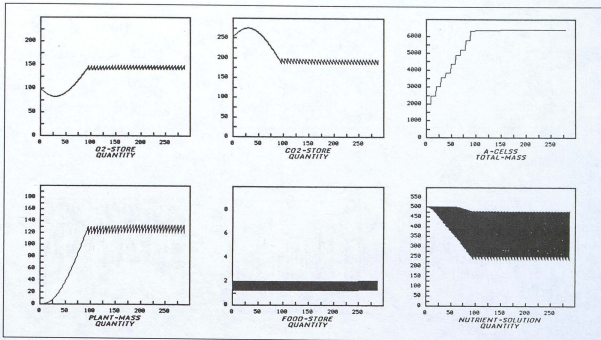 250
200
150
100
50
0
0 50 100 150 200 250
O2-STORE
QUANTITY
250
200
150
100
50
0
0 50 100 150 200 250
CO2-STORE
QUANTITY
6000
5000
4000
3000
2000
1000
0
0 50 100 150 200 250
A-CELSS
TOTAL-MASS
180
160
140
120
100
80
60
40
20
0
0 50 100 150 200 250
PLANT-MASS
QUANTITY
8
6
4
2
0
0 50 100 150 200 250
FOOD-STORE
QUANTITY
550
500
450
400
350
300
250
200
150
100
50
0
0 50 100 150 200 250
NUTRIENT-SOLUTION
QUANTITY